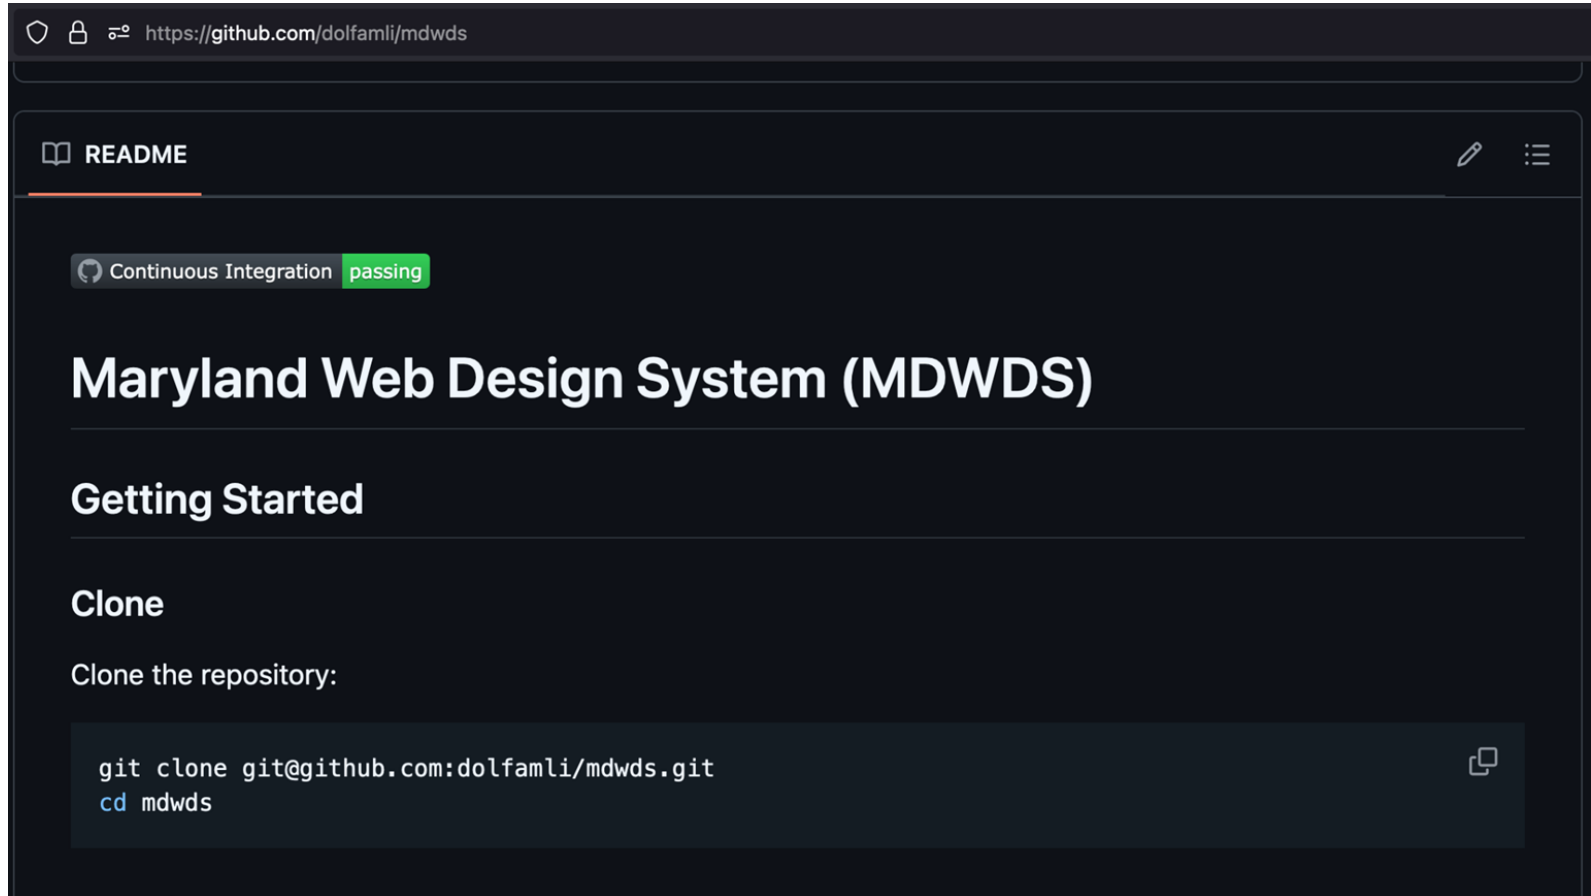 https://github.com/dolfamli/mdwds
README
Continuous Integration passing
Maryland Web Design System (MDWDS)
Getting Started
Clone
Clone the repository:
git clone git@github.com:dolfamli/mdwds.git
cd mdwds